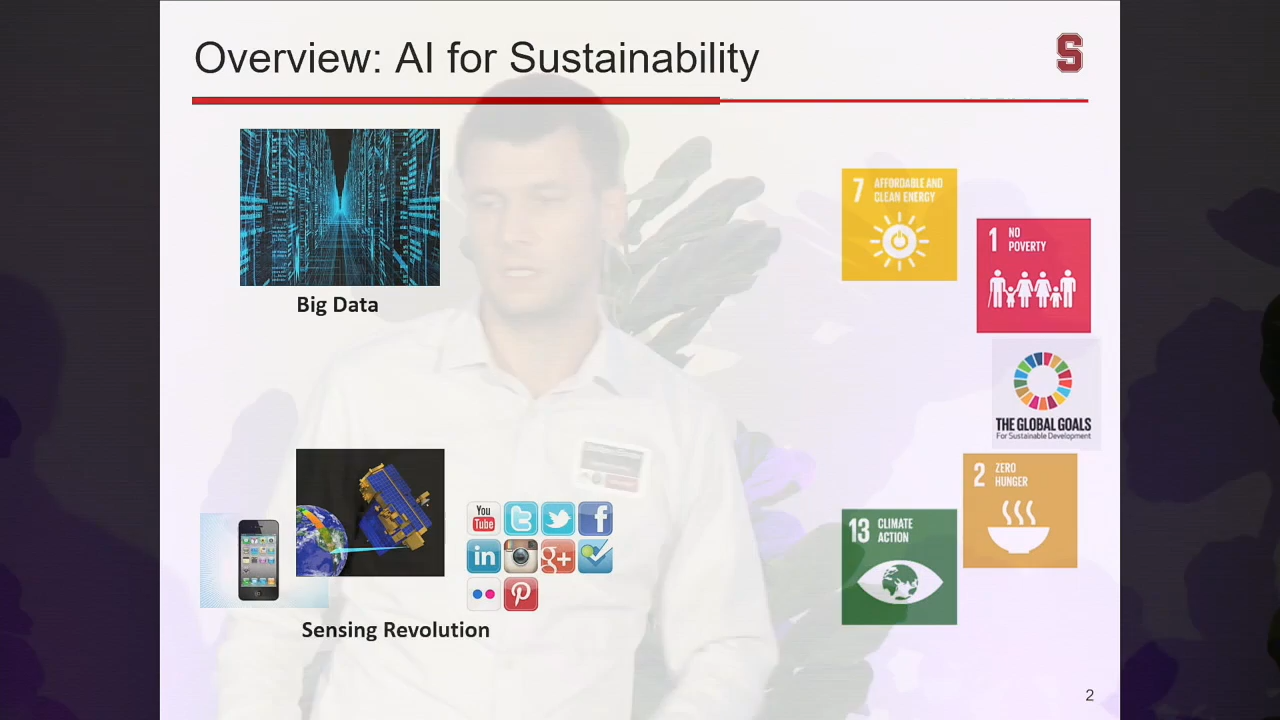 Overview: AI for Sustainability
S
Big Data
7 AFFORDABLE AND
CLEAN ENERGY
1 NO
POVERTY
THE GLOBAL GOALS
For Sustainable Development
2 ZERO
HUNGER
13 CLIMATE
ACTION
You
Tube
t
f
in
g+
P
Sensing Revolution
2